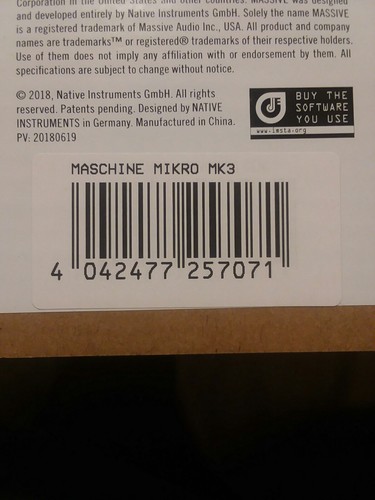 Corporation in the United States and other countries. MASSIVE was designed
and developed entirely by Native Instruments GmbH. Solely the name MASSIVE
is a registered trademark of Massive Audio Inc., USA. All product and company
names are trademarks™ or registered® trademarks of their respective holders.
Use of them does not imply any affiliation with or endorsement by them. All
specifications are subject to change without notice.
© 2018, Native Instruments GmbH. All rights
reserved. Patents pending. Designed by NATIVE
INSTRUMENTS in Germany. Manufactured in China.
PV: 20180619
BUY THE
SOFTWARE
YOU USE
www.imsta.org
MASCHINE MIKRO MK3
4 042477 257071